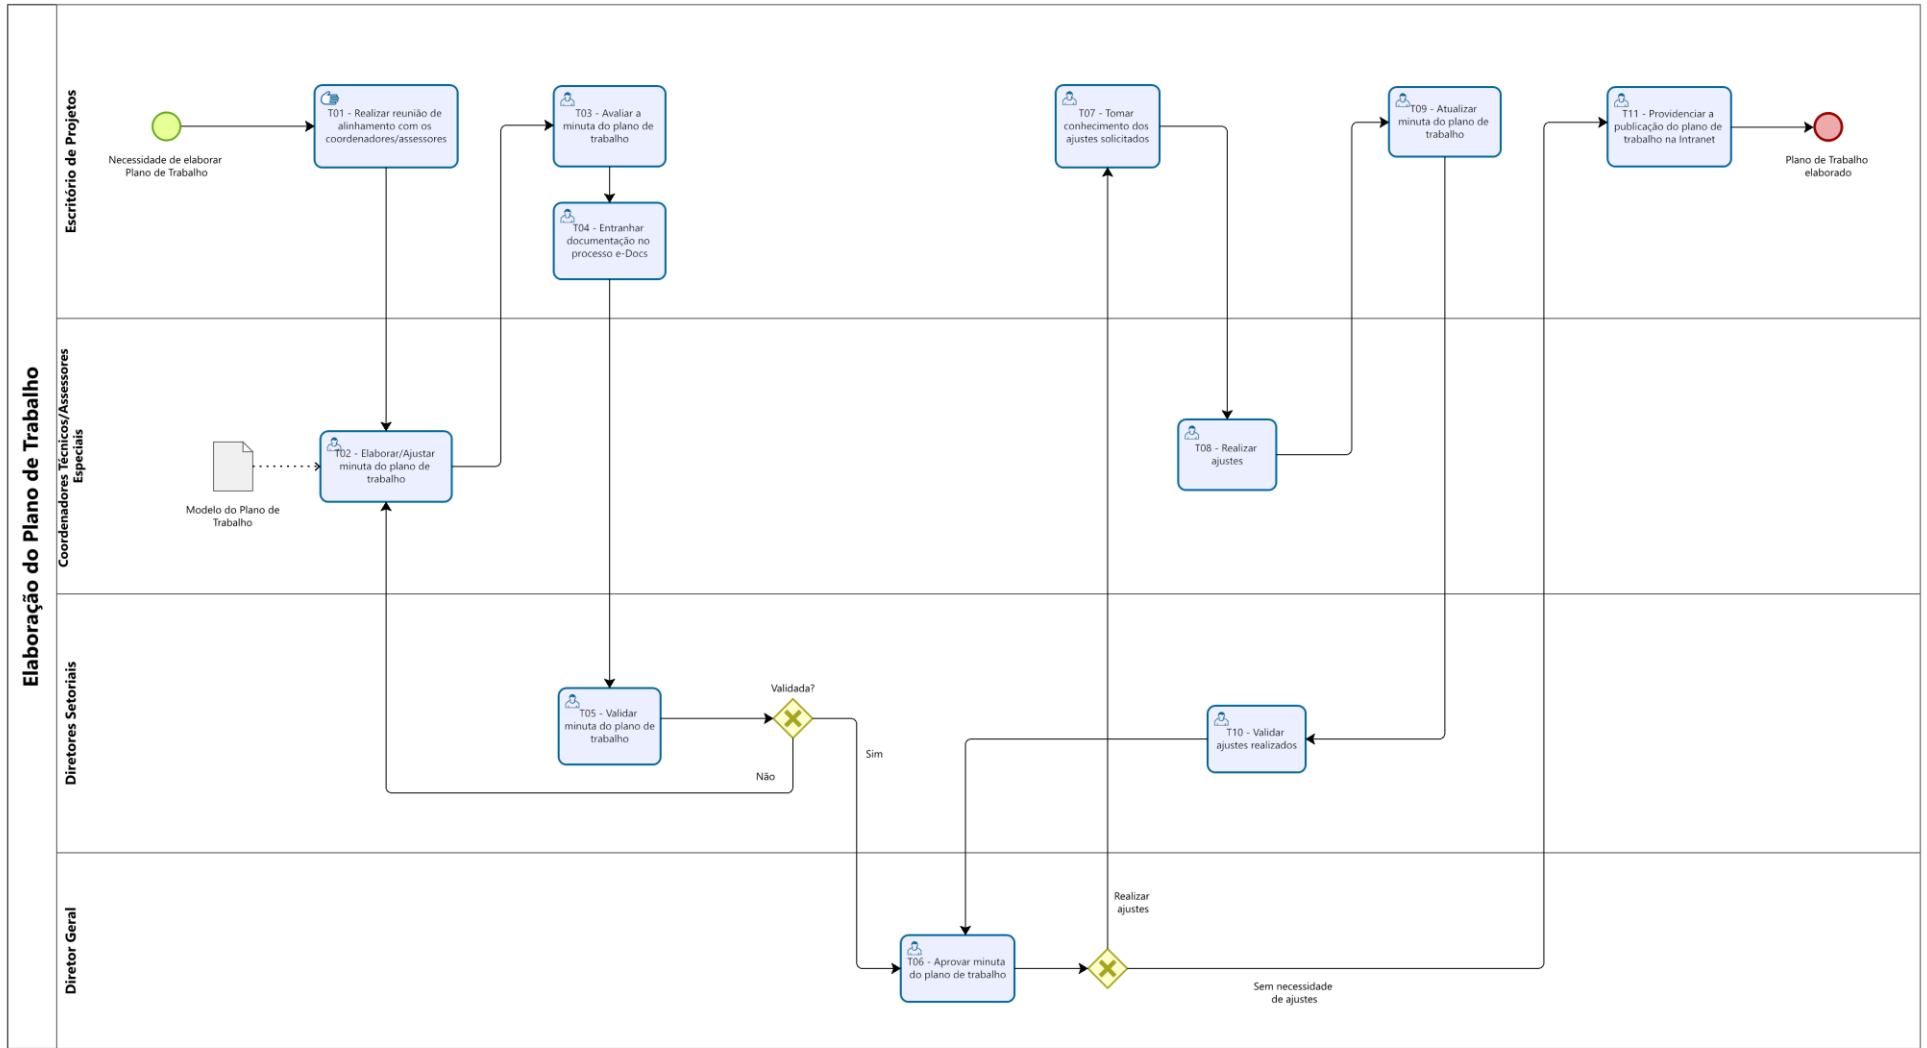 Elaboração do Plano de Trabalho
Escritório de Projetos
Necessidade de elaborar
Plano de Trabalho
T01 - Realizar reunião de
alinhamento com os
coordenadores/assessores
T03 - Avaliar a
minuta do plano de
trabalho
T04 - Entranhar
documentação no
processo e-Docs
T07 - Tomar
conhecimento dos
ajustes solicitados
T09 - Atualizar
minuta do plano de
trabalho
T11 - Providenciar a
publicação do plano de
trabalho na Intranet
Plano de Trabalho
elaborado
Coordenadores Técnicos/Assessores
Especiais
Modelo do Plano de
Trabalho
T02 - Elaborar/Ajustar
minuta do plano de
trabalho
T08 - Realizar
ajustes
Diretores Setoriais
T05 - Validar
minuta do plano de
trabalho
Validada?
Não
Sim
T10 - Validar
ajustes realizados
Diretor Geral
T06 - Aprovar minuta
do plano de trabalho
Realizar
ajustes
Sem necessidade
de ajustes